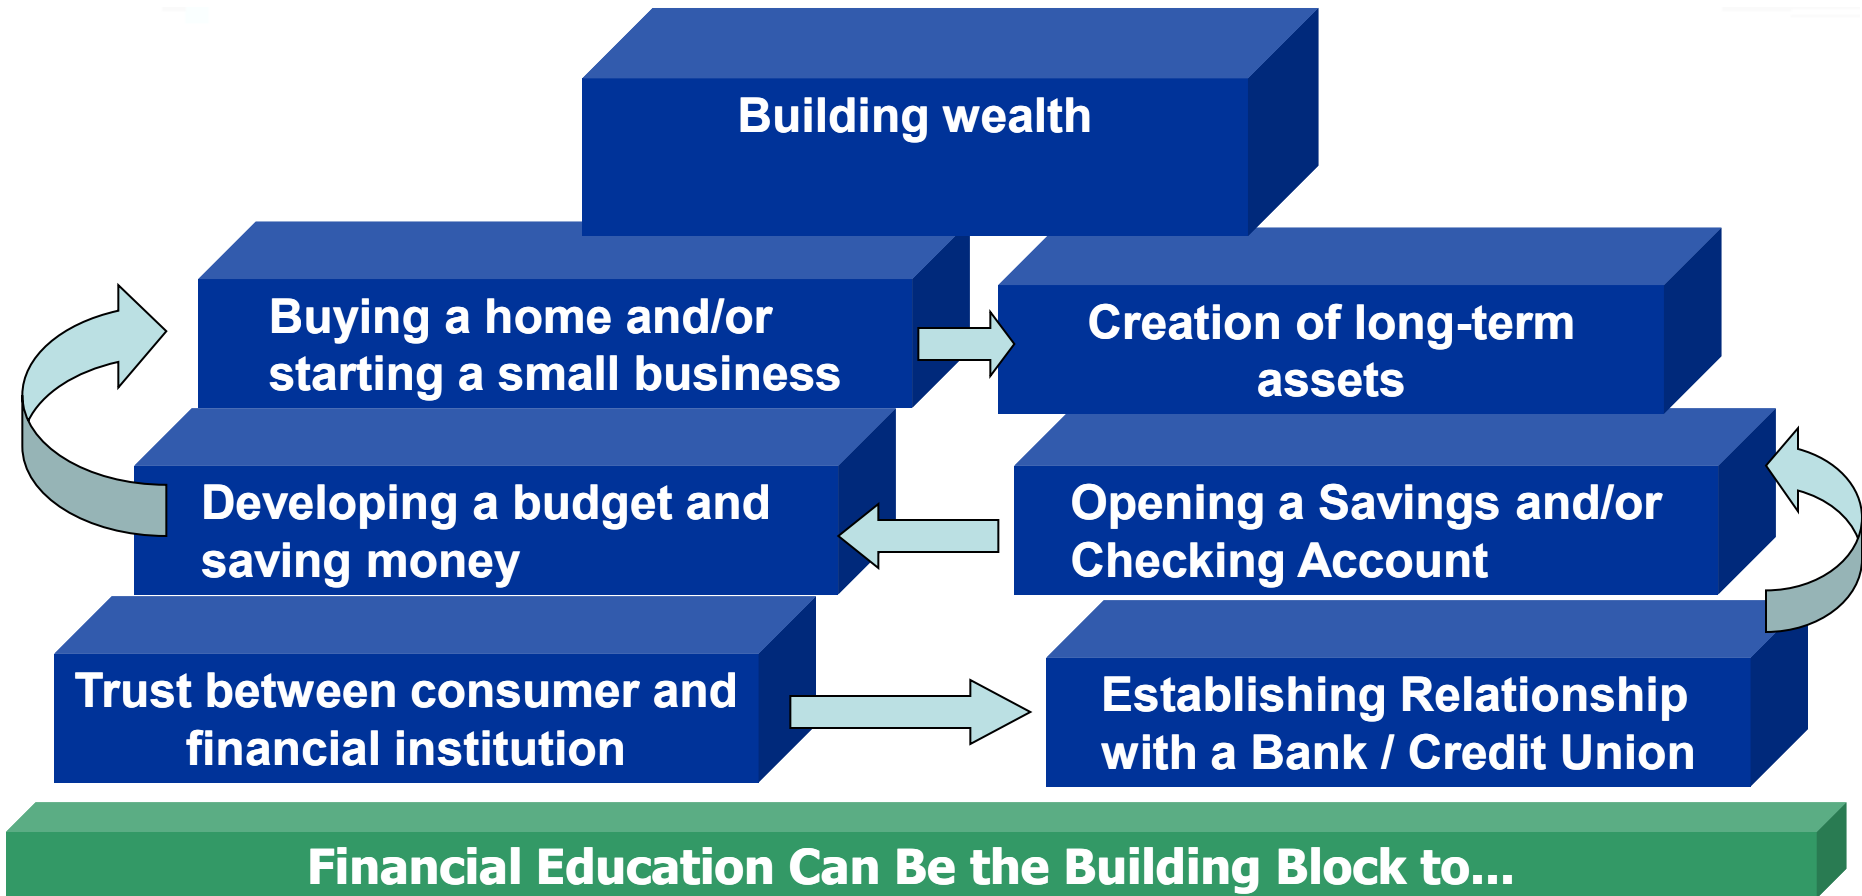 Building wealth
Buying a home and/or
starting a small business
Creation of long-term
assets
Developing a budget and
saving money
Opening a Savings and/or
Checking Account
Trust between consumer and
financial institution
Establishing Relationship
with a Bank / Credit Union
Financial Education Can Be the Building Block to...